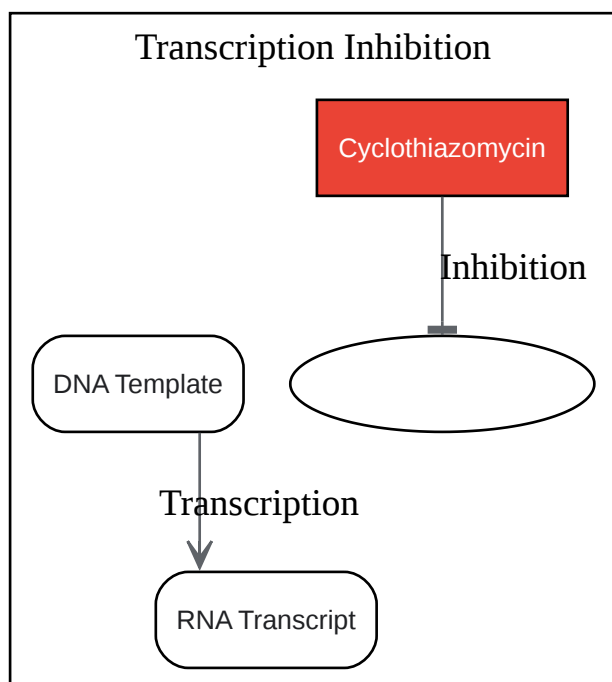 Transcription Inhibition
Cyclothiazomycin
Inhibition
DNA Template
Transcription
RNA Transcript